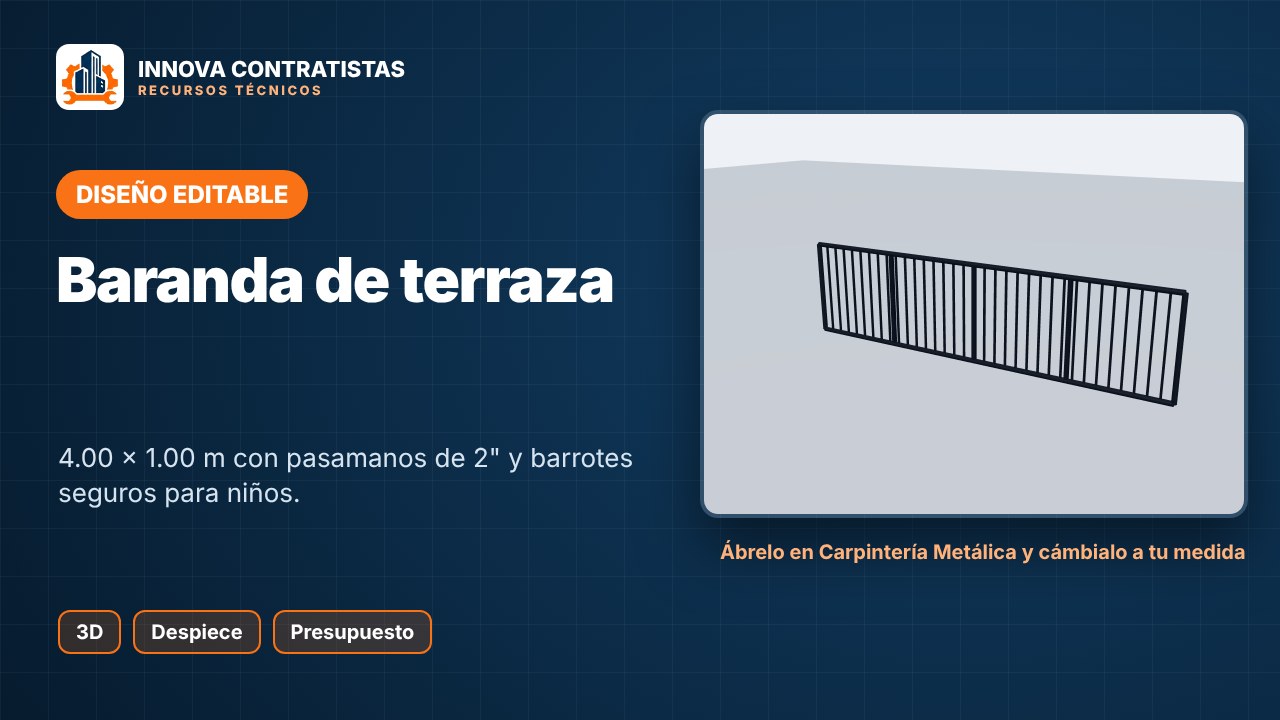 INNOVA CONTRATISTAS
RECURSOS TÉCNICOS
DISEÑO EDITABLE
Baranda de terraza
4.00 × 1.00 m con pasamanos de 2" y barrotes
seguros para niños.
Ábrelo en Carpintería Metálica y cámbialo a tu medida
3D
Despiece
Presupuesto